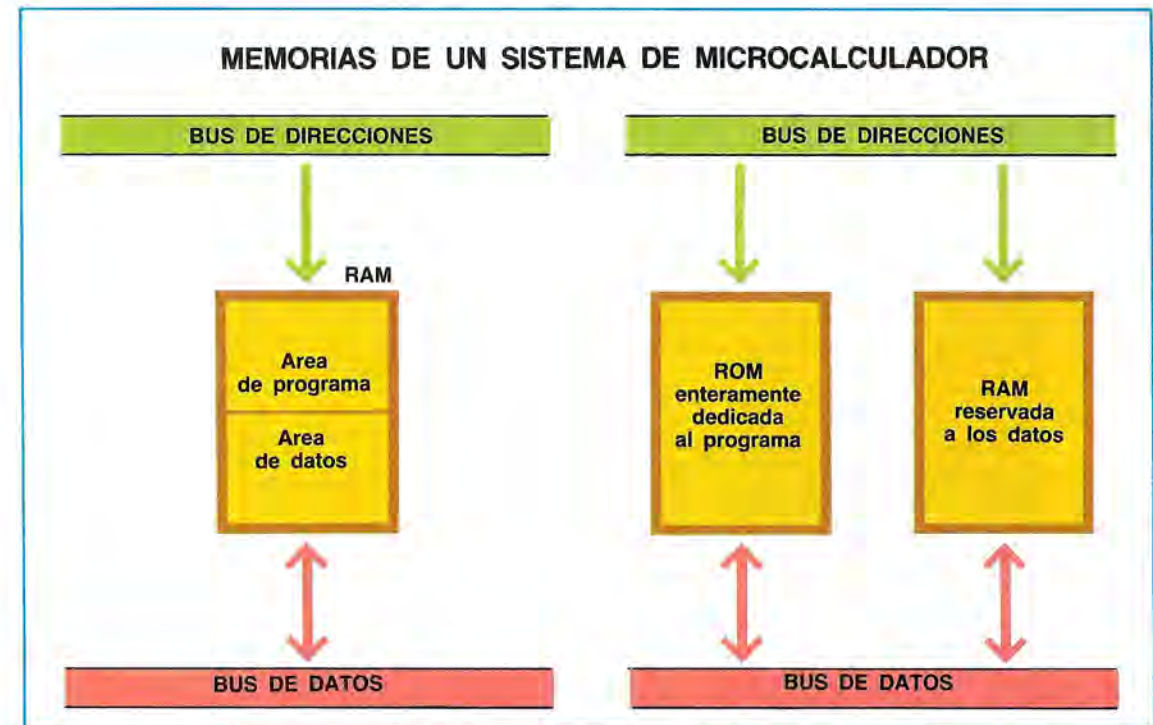 MEMORIAS DE UN SISTEMA DE MICROCALCULADOR
BUS DE DIRECCIONES
RAM
Area
de programa
Area
de datos
BUS DE DATOS
BUS DE DIRECCIONES
ROM
enteramente
dedicada
al programa
RAM
reservada
a los datos
BUS DE DATOS